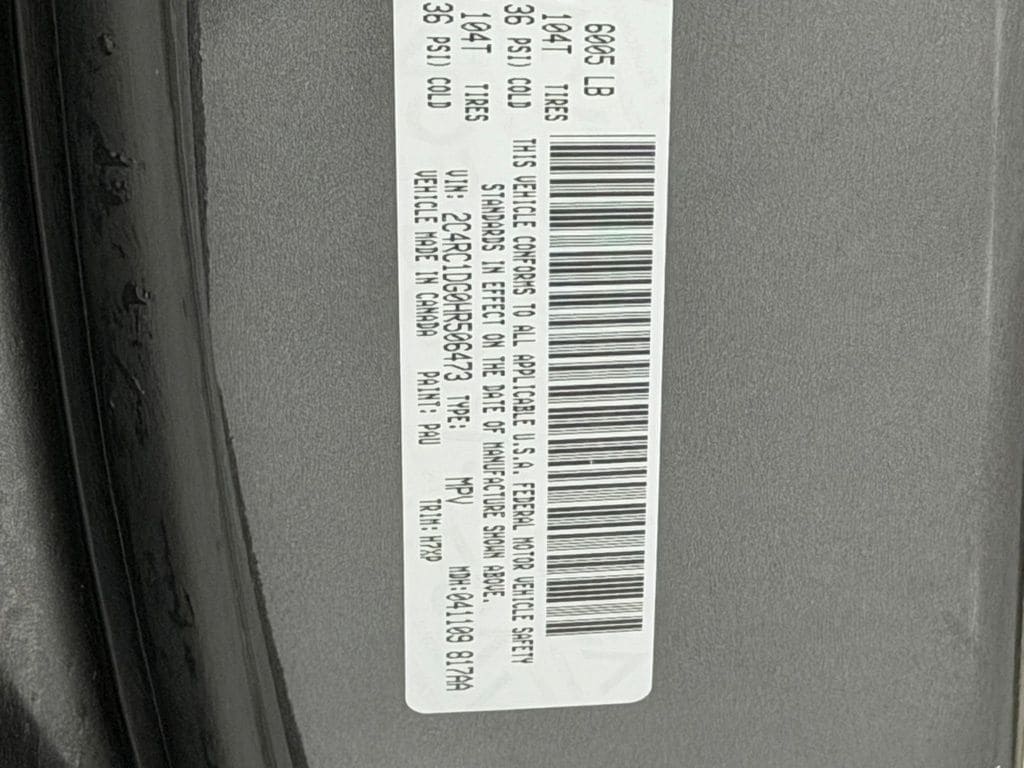 6005 LB
104T TIRES
36 PSI) COLD
104T TIRES
36 PSI) COLD
THIS VEHICLE CONFORMS TO ALL APPLICABLE U.S.A. FEDERAL MOTOR VEHICLE SAFETY
STANDARDS IN EFFECT ON THE DATE OF MANUFACTURE SHOWN ABOVE.
VIN: 2C4RC1DG0HR506473 TYPE: MPV MDH:041109 817AA
VEHICLE MADE IN CANADA PAINT: PAU TRIM: H7X9